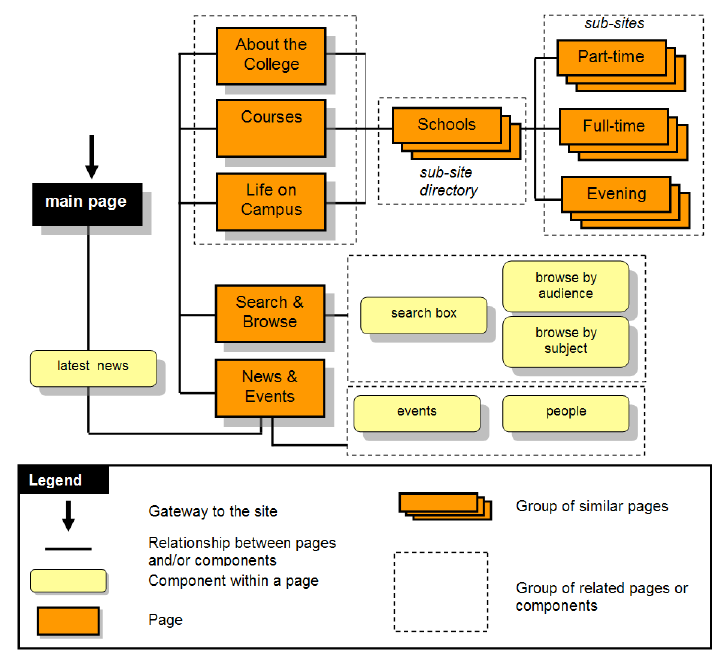 sub-sites
About the
College
Part-time
Courses
Schools
Full-time
sub-site
directory
main page
Life on
Campus
Evening
Search &
Browse
search box
browse by
audience
browse by
subject
latest news
News &
Events
events
people
Legend
Gateway to the site
Relationship between pages
and/or components
Component within a page
Page
Group of similar pages
Group of related pages or
components